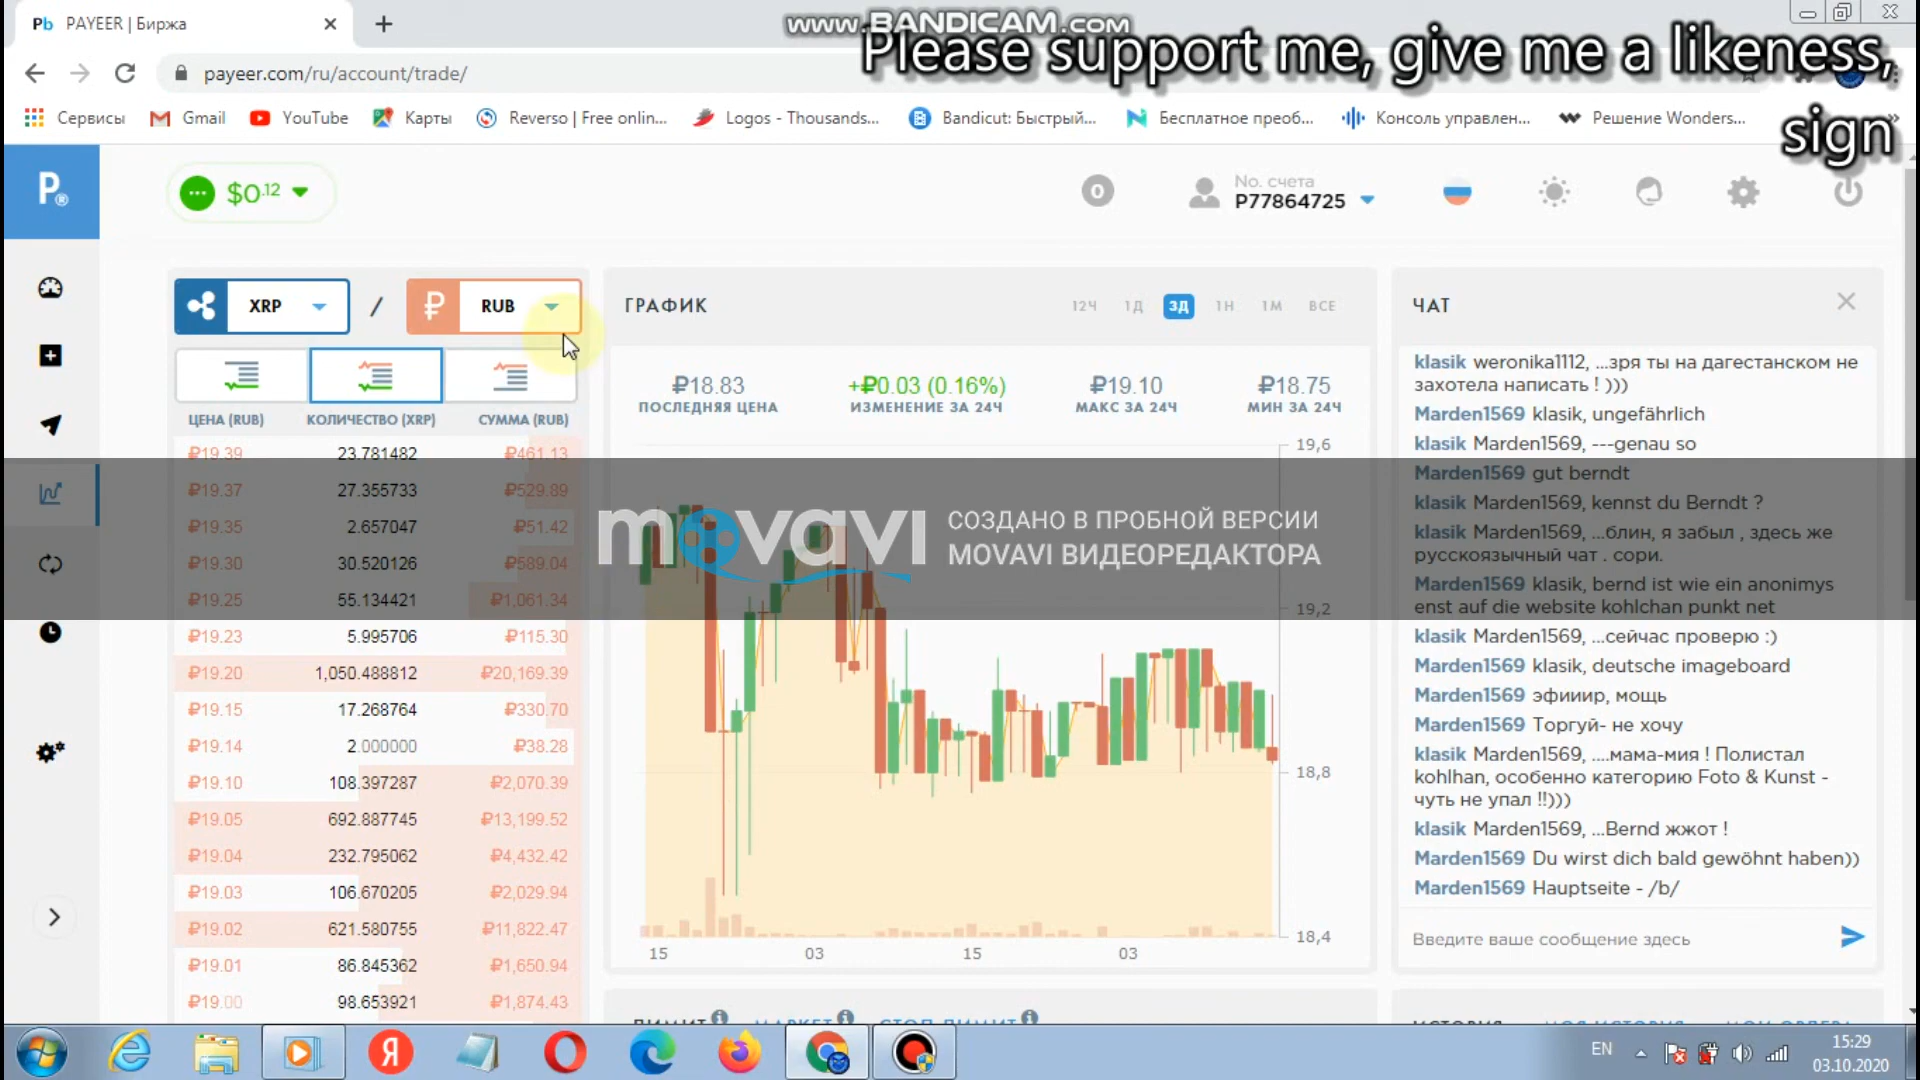 PAYEER | Биржа
www.BANDICAM.com
Please support me, give me a likeness,
sign
payeer.com/ru/account/trade/
Сервисы
Gmail
YouTube
Карты
Reverso | Free onlin...
Logos - Thousands...
Bandicut: Быстрый...
Бесплатное преоб...
Консоль управлен...
Решение Wonders...
$0.12
0
No. счета
P77864725
XRP / RUB
ЦЕНА (RUB) КОЛИЧЕСТВО (XRP) СУММА (RUB)
₽19.39 23.781482 ₽461.13
₽19.37 27.355733 ₽529.89
₽19.35 2.657047 ₽51.42
₽19.30 30.520126 ₽589.04
₽19.25 55.134421 ₽1,061.34
₽19.23 5.995706 ₽115.30
₽19.20 1,050.488812 ₽20,169.39
₽19.15 17.268764 ₽330.70
₽19.14 2.000000 ₽38.28
₽19.10 108.397287 ₽2,070.39
₽19.05 692.887745 ₽13,199.52
₽19.04 232.795062 ₽4,432.42
₽19.03 106.670205 ₽2,029.94
₽19.02 621.580755 ₽11,822.47
₽19.01 86.845362 ₽1,650.94
₽19.00 98.653921 ₽1,874.43
ГРАФИК
12Ч 1Д 3Д 1Н 1М ВСЕ
₽18.83 +₽0.03 (0.16%) ₽19.10 ₽18.75
ПОСЛЕДНЯЯ ЦЕНА ИЗМЕНЕНИЕ ЗА 24Ч МАКС ЗА 24Ч МИН ЗА 24Ч
19,6
19,2
18,8
18,4
15 03 15 03
movavi
СОЗДАНО В ПРОБНОЙ ВЕРСИИ
MOVAVI ВИДЕОРЕДАКТОРА
ЛИМИТ МАРКЕТ СТОП-ЛИМИТ
ЧАТ
klasik weronika1112, ...зря ты на дагестанском не
захотела написать ! )))
Marden1569 klasik, ungefährlich
klasik Marden1569, ---genau so
Marden1569 gut berndt
klasik Marden1569, kennst du Berndt ?
klasik Marden1569, ...блин, я забыл , здесь же
русскоязычный чат . сори.
Marden1569 klasik, bernd ist wie ein anonimys
enst auf die website kohlchan punkt net
klasik Marden1569, ...сейчас проверю :)
Marden1569 klasik, deutsche imageboard
Marden1569 эфииир, мощь
Marden1569 Торгуй- не хочу
klasik Marden1569, ....мама-мия ! Полистал
kohlhan, особенно категорию Foto & Kunst -
чуть не упал !!)))
klasik Marden1569, ...Bernd жжот !
Marden1569 Du wirst dich bald gewöhnt haben))
Marden1569 Hauptseite - /b/
Введите ваше сообщение здесь
ИСТОРИЯ МОЯ ИСТОРИЯ МОИ ОРДЕРА
EN
15:29
03.10.2020